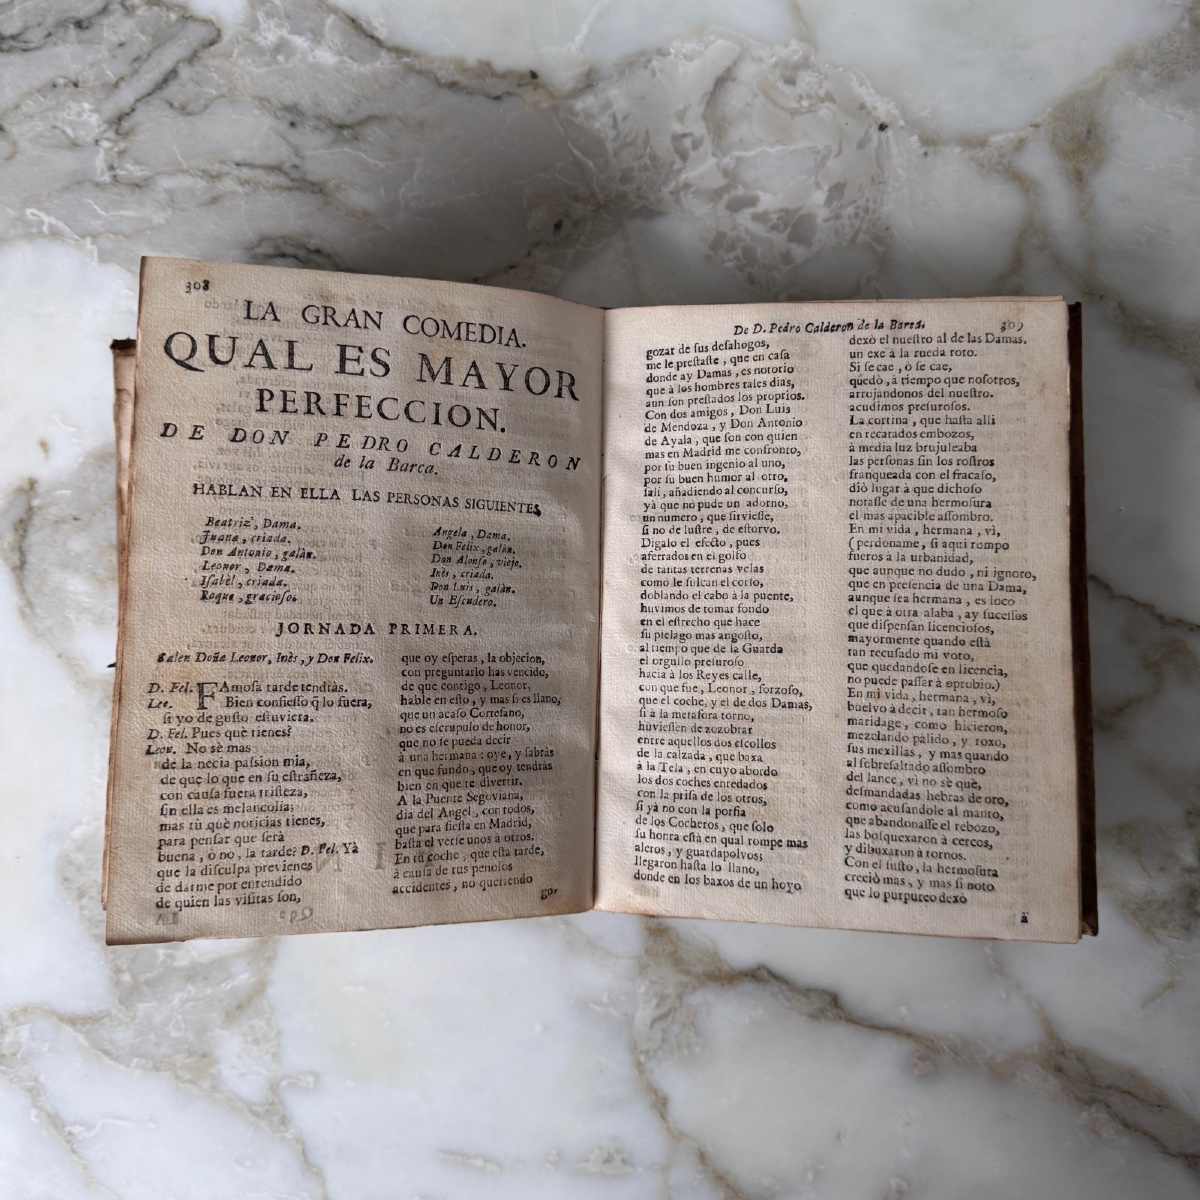 308
LA GRAN COMEDIA.
QUAL ES MAYOR
PERFECCION.
DE DON PEDRO CALDERON
de la Barca.
HABLAN EN ELLA LAS PERSONAS SIGUIENTES,
Beatriz, Dama.
Juana, criada.
Don Antonio, galàn.
Leonor, Dama.
Isabèl, criada.
Roque, gracioso.
Angela, Dama.
Don Felix, galàn.
Don Alonso, viejo.
Inès, criada.
Don Luis, galàn.
Un Escudero.
JORNADA PRIMERA.
Salen Doña Leonor, Inès, y Don Felix.
D. Fel. FAmosa tarde tendràs.
Leo. Bien confiesso q̃ lo fuera,
si yo de gusto estuviera.
D. Fel. Pues què tienes?
Leon. No sè mas
de la necia passion mia,
de que lo que en su estrañeza,
con causa fuera tristeza,
sin ella es melancolia;
mas tù què noticias tienes,
para pensar que serà
buena, ò no, la tarde? D. Fel. Yà
que la disculpa previenes
de darme por entendido
de quien las visitas son,
que oy esperas, la objecion,
con preguntarlo has vencido,
de que contigo, Leonor,
hable en esto, y mas si es llano,
que un acaso Cortesano,
no es escrupulo de honor,
que no se pueda decir
à una hermana: oye, y sabràs
en que fundo, que oy tendràs
bien en que te divertir.
A la Puente Segoviana,
dia del Angel, con todos,
que para fiesta en Madrid,
basta el verse unos à otros.
En tu coche, que esta tarde,
à causa de tus penosos
accidentes, no queriendo
go-
De D. Pedro Calderon de la Barca.
309
gozar de sus desahogos,
me le prestaste, que en casa
donde ay Damas, es notorio
que à los hombres tales dias,
aun son prestados los proprios.
Con dos amigos, Don Luis
de Mendoza, y Don Antonio
de Ayala, que son con quien
mas en Madrid me confronto,
por su buen ingenio al uno,
por su buen humor al otro,
salì, añadiendo al concurso,
yà que no pude un adorno,
un numero, que sirviesse,
si no de lustre, de estorvo.
Digalo el efecto, pues
aferrados en el golfo
de tantas terrenas velas
como le sulcan el corso,
doblando el cabo à la puente,
huvimos de tomar fondo
en el estrecho que hace
su pielago mas angosto,
al tiempo que de la Guarda
el orgullo presuroso
hacia à los Reyes calle,
con que fue, Leonor, forzoso,
que el coche, y el de dos Damas,
si à la metafora torno,
huviessen de zozobrar
entre aquellos dos escollos
de la calzada, que baxa
à la Tela, en cuyo abordo
los dos coches enredados
con la prisa de los otros,
si yà no con la porfia
de los Cocheros, que solo
su honra està en qual rompe mas
aleros, y guardapolvos;
llegaron hasta lo llano,
donde en los baxos de un hoyo
dexò el nuestro al de las Damas,
un exe à la rueda roto.
Si se cae, ò se cae,
quedò, à tiempo que nosotros,
arrojandonos del nuestro.
acudimos presurosos.
La cortina, que hasta alli
en recatados embozos,
à media luz brujuleaba
las personas sin los rostros
franqueada con el fracaso,
diò lugar à que dichoso
notasse de una hermosura
el mas apacible assombro.
En mi vida, hermana, vi,
(perdoname, si aqui rompo
fueros à la urbanidad,
que aunque no dudo, ni ignoro,
que en presencia de una Dama,
aunque sea hermana, es loco
el que à otra alaba, ay sucessos
que dispensan licenciosos,
mayormente quando està
tan recusado mi voto,
que quedandose en licencia,
no puede passar à oprobio.)
En mi vida, hermana, vi,
buelvo à decir, tan hermoso
maridage, como hicieron,
mezclando palido, y roxo,
sus mexillas, y mas quando
al sobresaltado assombro
del lance, vi no sè què,
desmandadas hebras de oro,
como acusandole al manto,
que abandonasse el rebozo,
las bosquexaron à cercos,
y dibuxaron à tornos.
Con el susto, la hermosura
creciò mas, y mas si noto
que lo purpureo dexò
à